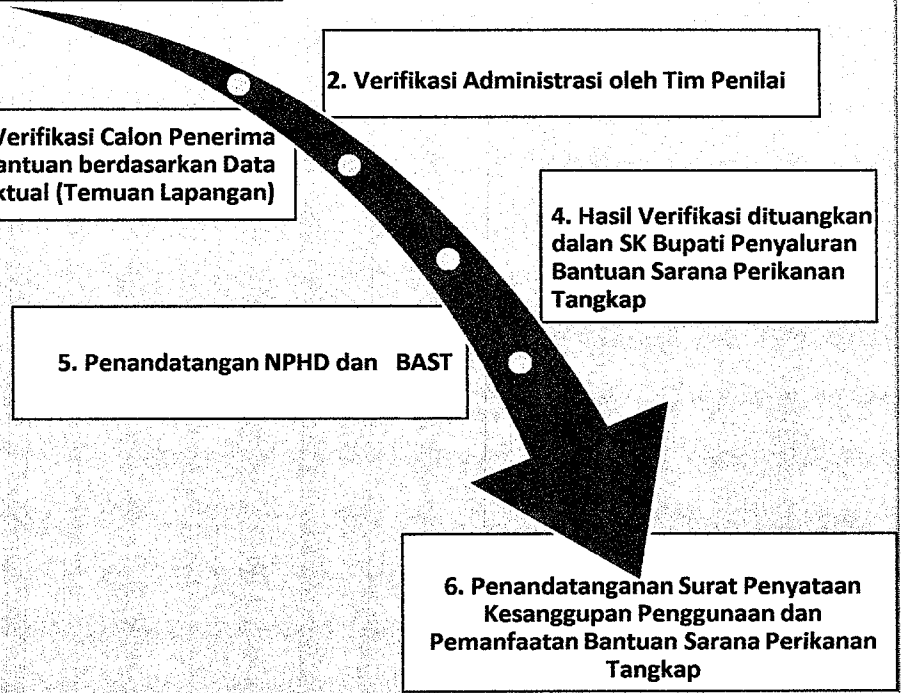 2. Verifikasi Administrasi oleh Tim Penilai
Verifikasi Calon Penerima
berdasarkan Data
(Temuan Lapangan)
4. Hasil Verifikasi dituangkan
dalan SK Bupati Penyaluran
Bantuan Sarana Perikanan
Tangkap
5. Penandatangan NPHD dan BAST
6. Penandatanganan Surat Penyataan
Kesanggupan Penggunaan dan
Pemanfaatan Bantuan Sarana Perikanan
Tangkap